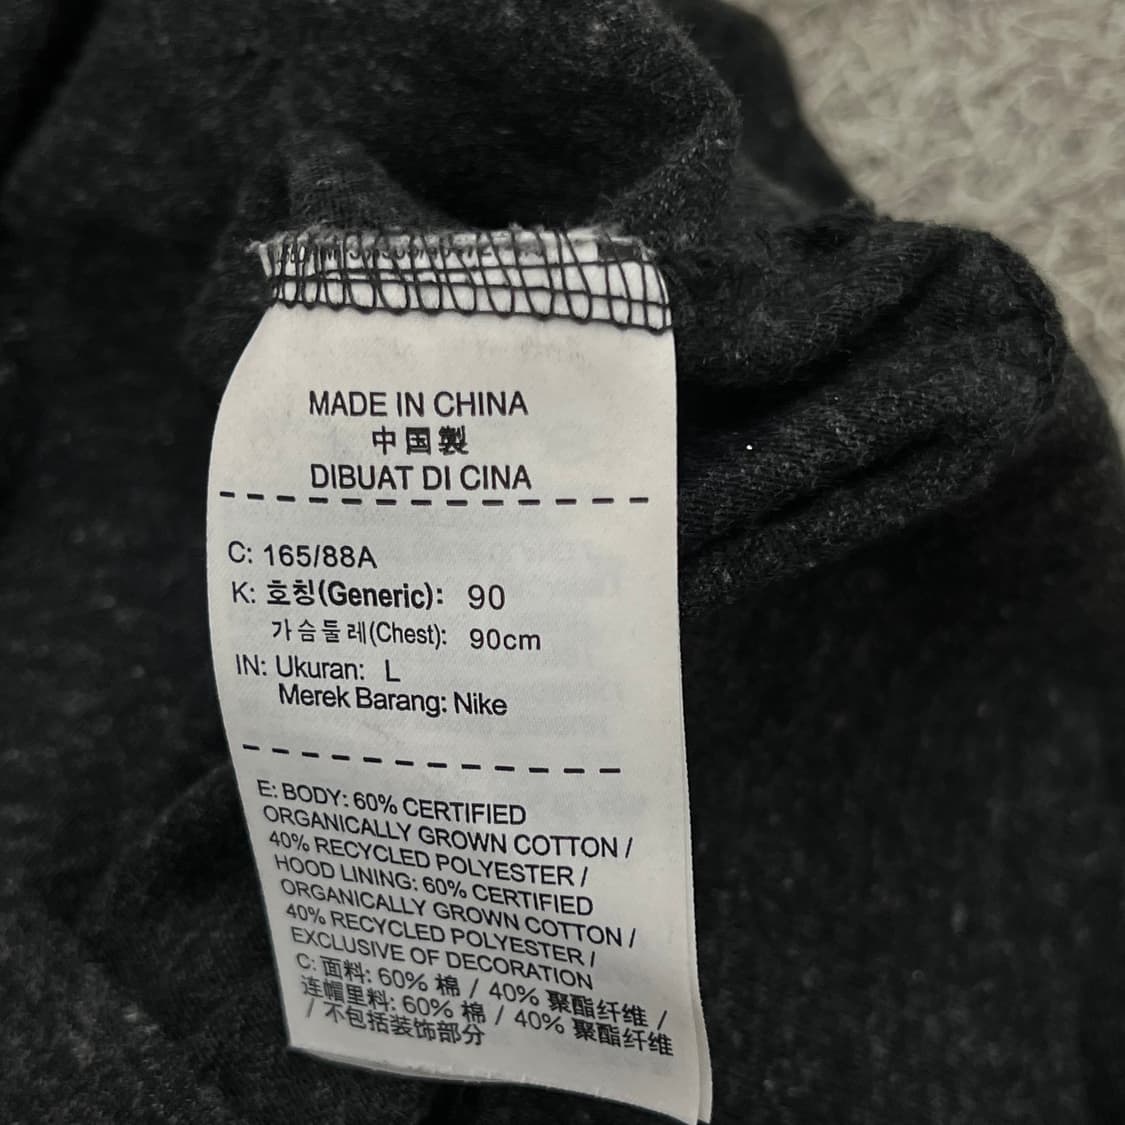 MADE IN CHINA
中国製
DIBUAT DI CINA
C: 165/88A
K: 호칭(Generic): 90
가슴둘레(Chest): 90cm
IN: Ukuran: L
Merek Barang: Nike
E: BODY: 60% CERTIFIED
ORGANICALLY GROWN COTTON /
40% RECYCLED POLYESTER /
HOOD LINING: 60% CERTIFIED
ORGANICALLY GROWN COTTON /
40% RECYCLED POLYESTER /
EXCLUSIVE OF DECORATION
C: 面料: 60% 棉 / 40% 聚酯纤维 /
连帽里料: 60% 棉 / 40% 聚酯纤维
/ 不包括装饰部分